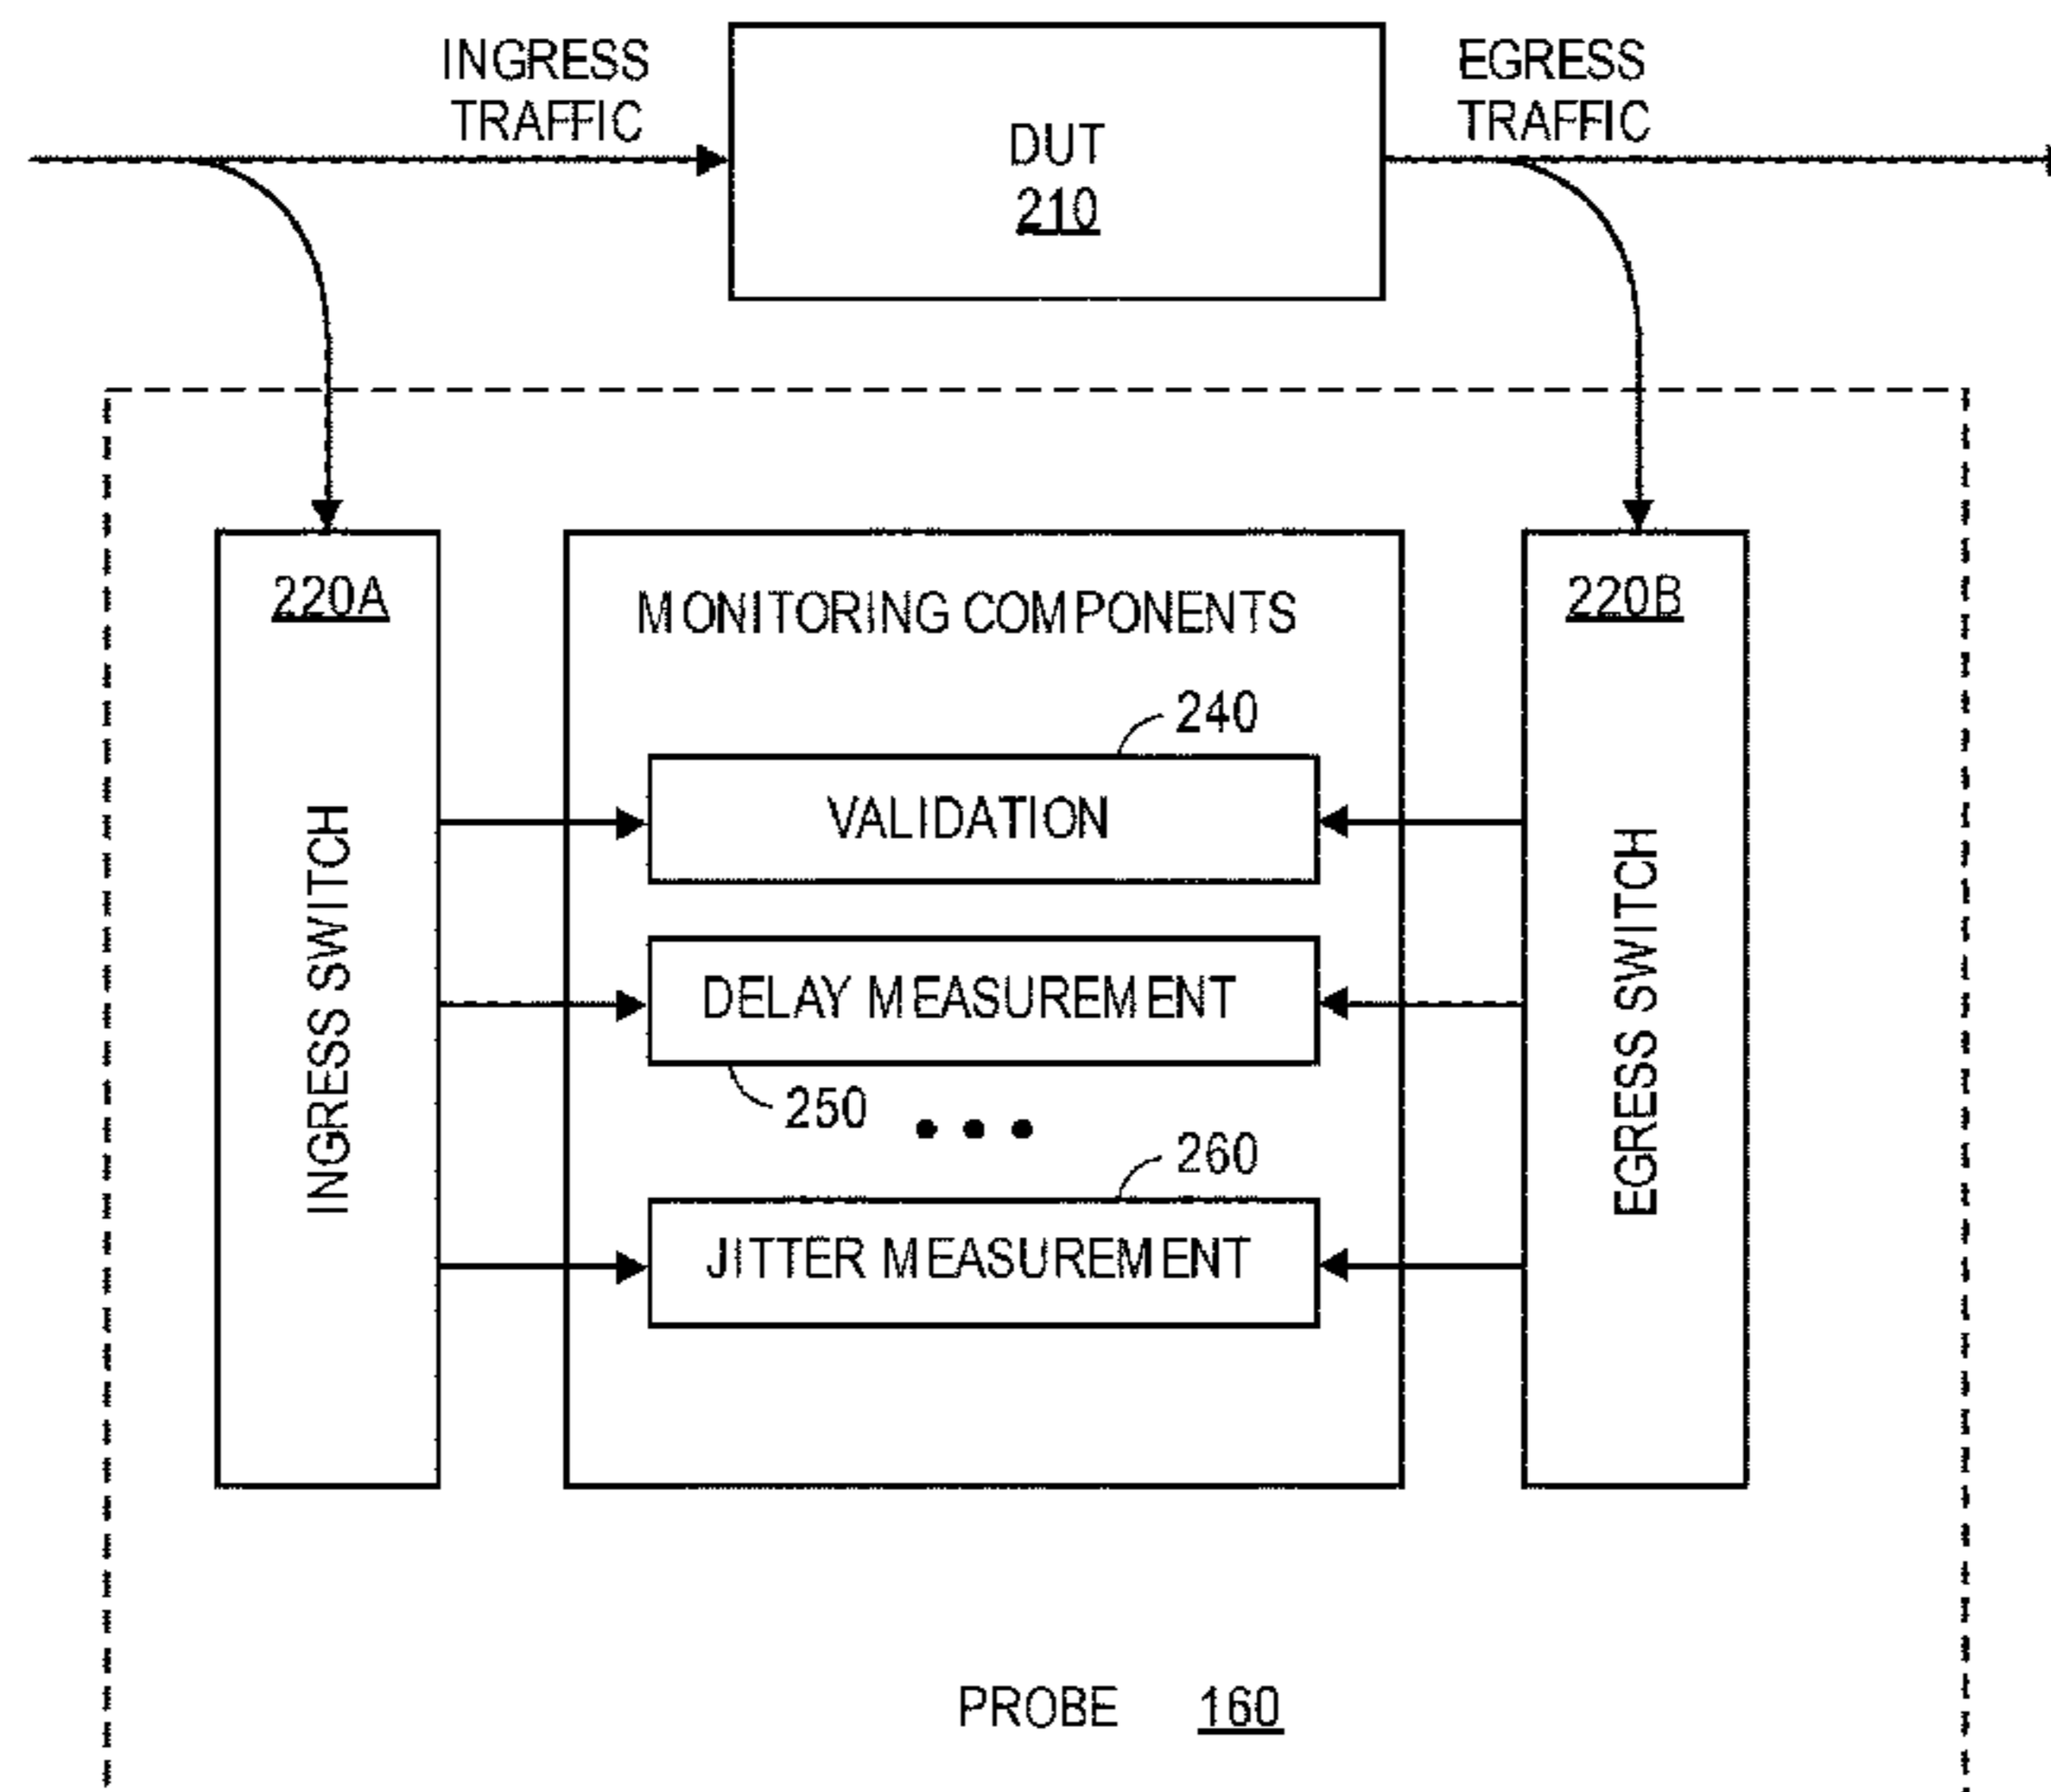 INGRESS
TRAFFIC
DUT
210
EGRESS
TRAFFIC
220A
INGRESS SWITCH
MONITORING COMPONENTS
240
VALIDATION
DELAY MEASUREMENT
250
• • •
260
JITTER MEASUREMENT
220B
EGRESS SWITCH
PROBE 160